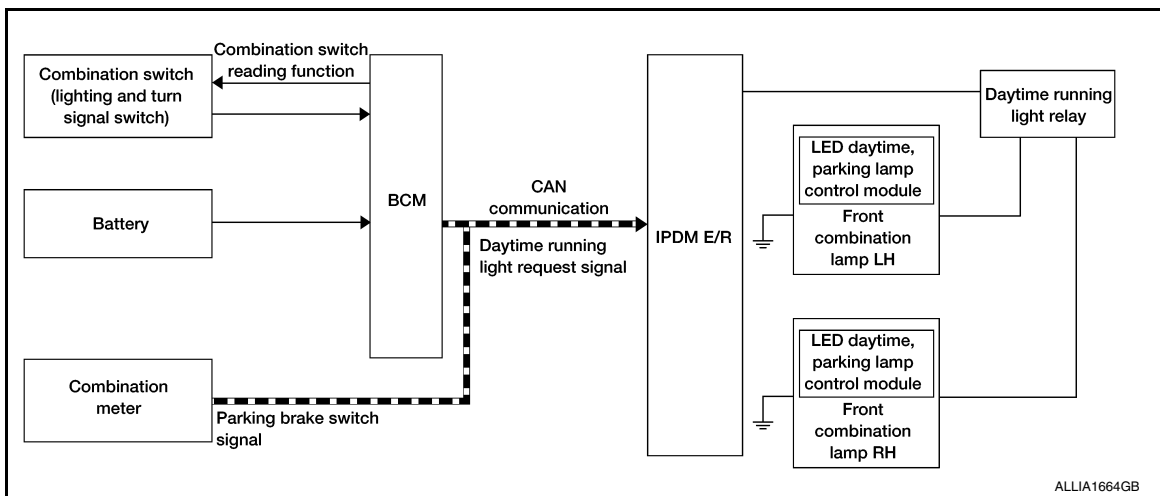 Combination switch
(lighting and turn
signal switch)
Combination switch
reading function
Battery
Combination
meter
Parking brake switch
signal
BCM
CAN
communication
Daytime running
light request signal
IPDM E/R
Daytime running
light relay
LED daytime,
parking lamp
control module
Front
combination
lamp LH
LED daytime,
parking lamp
control module
Front
combination
lamp RH
ALLIA1664GB